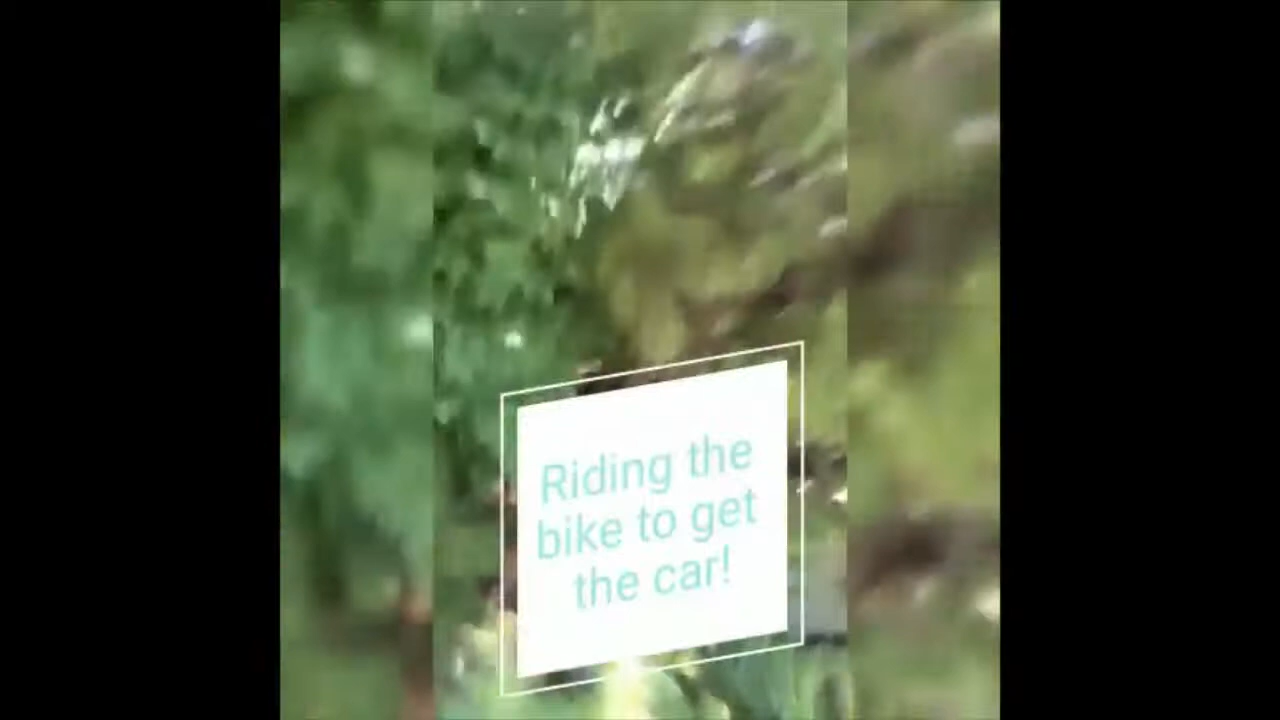 Riding the
bike to get
the car!